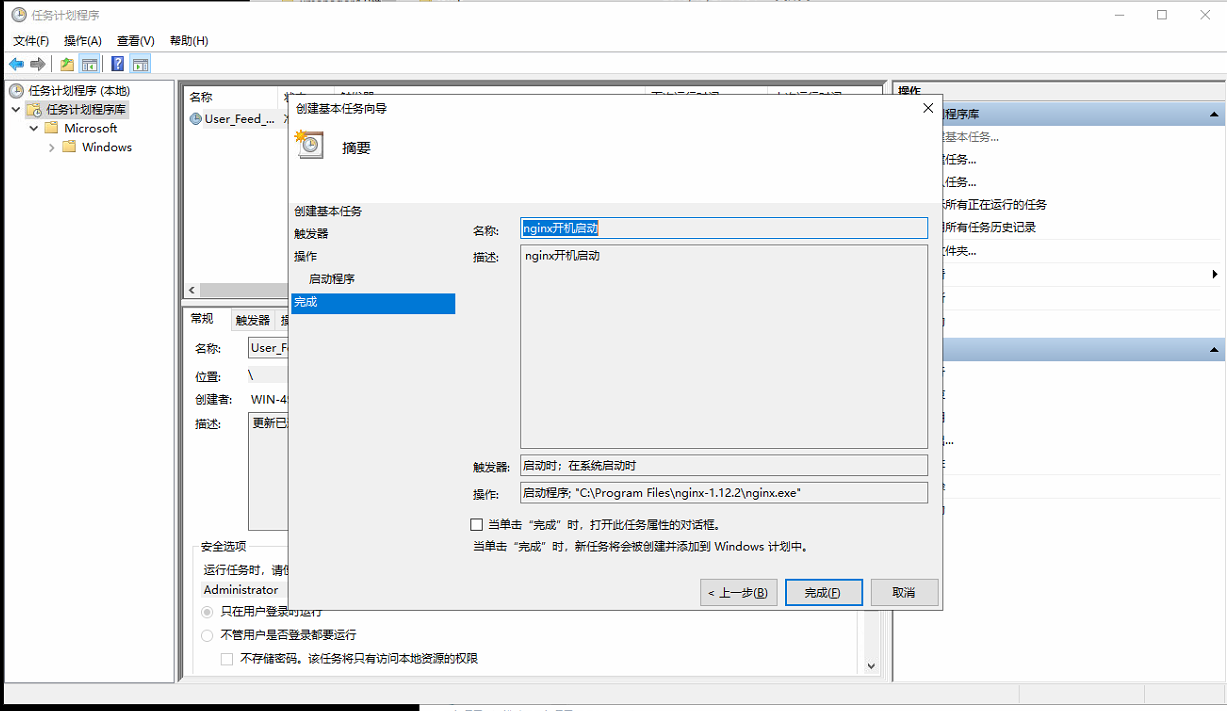 任务计划程序
文件(F) 操作(A) 查看(V) 帮助(H)
任务计划程序 (本地)
任务计划程序库
Microsoft
Windows
名称
User_Feed_...
常规 触发器
名称: User_F
位置: \
创建者: WIN-4
描述: 更新已
安全选项
运行任务时，请
Administrator
只在用户登录时运行
不管用户是否登录都要运行
不存储密码。该任务将只有访问本地资源的权限
创建基本任务向导
摘要
创建基本任务
触发器
操作
启动程序
完成
名称: nginx开机启动
描述: nginx开机启动
触发器: 启动时；在系统启动时
操作: 启动程序; "C:\Program Files\nginx-1.12.2\nginx.exe"
当单击“完成”时，打开此任务属性的对话框。
当单击“完成”时，新任务将会被创建并添加到 Windows 计划中。
< 上一步(B) 完成(F) 取消
操作
程序库
基本任务...
任务...
任务...
所有正在运行的任务
所有任务历史记录
件夹...